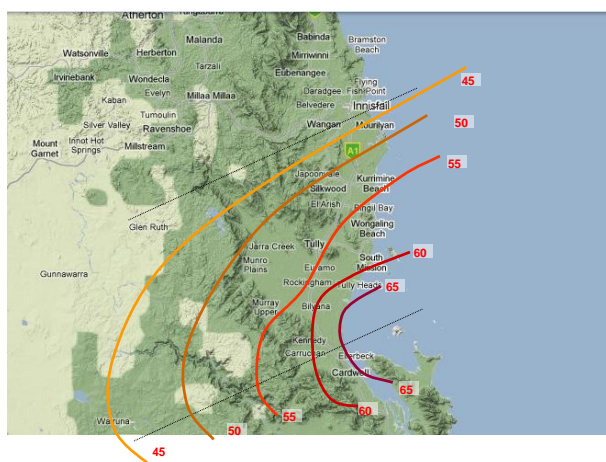 Atherton
Babinda
Bramston
Beach
Malanda
Watsonville
Herberton
Mirriwinni
Tarzali
Eubenangee
Irvinebank
Wondecla
Flying
Fish Point
45
Evelyn
Millaa Millaa
Daradgee
Kaban
Belvedere
Innisfail
Tumoulin
Silver Valley
Ravenshoe
Wangan
Mourilyan
50
Mount
Garnet
Innot Hot
Springs
Millstream
A1
55
Kurrimine
Beach
Silkwood
El Arish
Bingil Bay
Glen Ruth
Wongaling
Beach
Jarra Creek
Tully
60
Munro
Plains
Euramo
South
Mission
Gunnawarra
Rockingham
Tully Heads
65
Murray
Upper
Bilyana
Kennedy
Carruchan
Ellerbeck
Cardwell
65
55
60
Wairuna
50
45